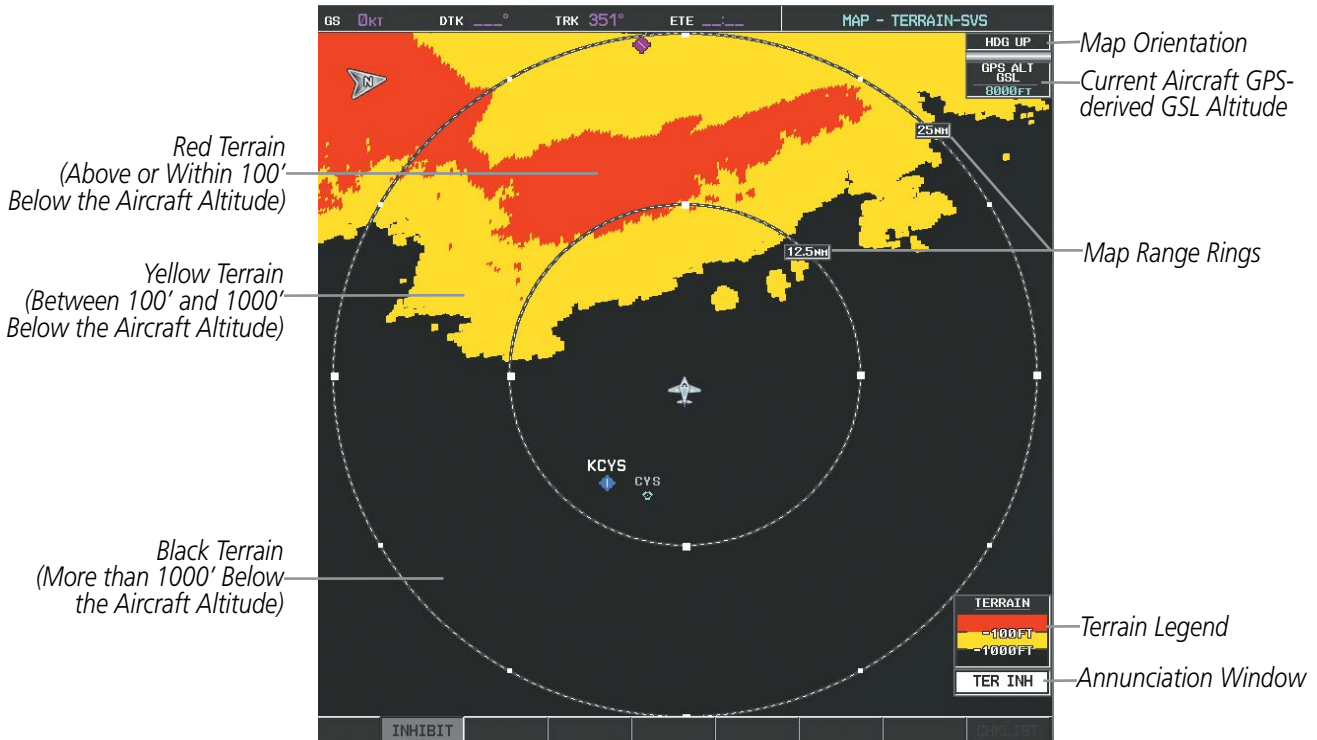 GS 0KT DTK ___° TRK 351° ETE __:__ MAP - TERRAIN-SVS
HDG UP
Map Orientation
GPS ALT
GSL
8000FT
Current Aircraft GPS-
derived GSL Altitude
N
25NM
Red Terrain
(Above or Within 100’
Below the Aircraft Altitude)
12.5NM
Map Range Rings
Yellow Terrain
(Between 100’ and 1000’
Below the Aircraft Altitude)
KCYS
CYS
Black Terrain
(More than 1000’ Below
the Aircraft Altitude)
TERRAIN
-100FT
-1000FT
Terrain Legend
TER INH
Annunciation Window
INHIBIT
CHKLIST